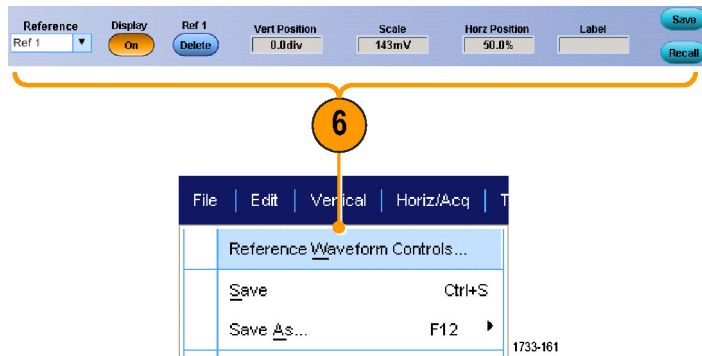 Reference Display Ref 1 Vert Position Scale Horz Position Label Save
Ref 1 On Delete 0.0div 143mV 50.0% Recall
6
File | Edit | Vertical | Horiz/Acq | T
Reference Waveform Controls...
Save Ctrl+S
Save As... F12
1733-161